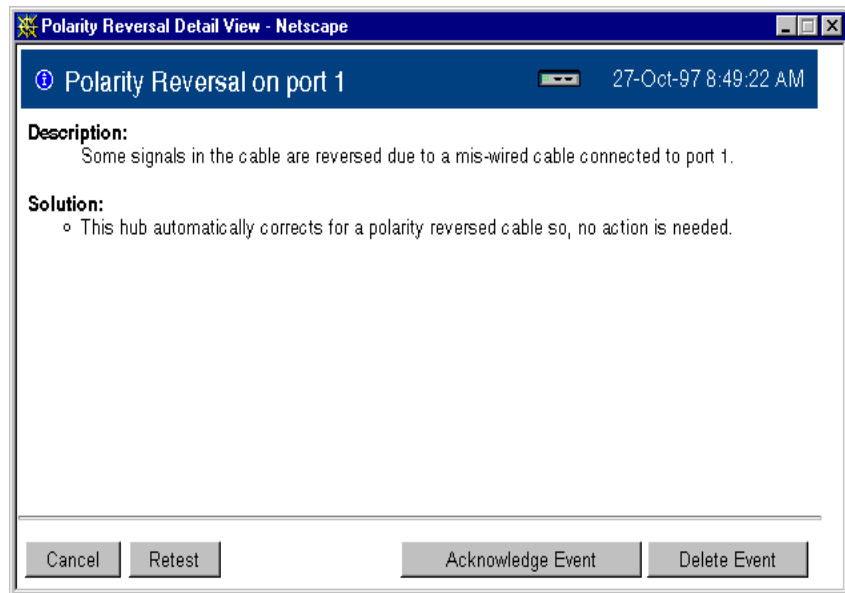 Polarity Reversal Detail View - Netscape
Polarity Reversal on port 1 27-Oct-97 8:49:22 AM
Description:
Some signals in the cable are reversed due to a mis-wired cable connected to port 1.
Solution:
This hub automatically corrects for a polarity reversed cable so, no action is needed.
Cancel Retest Acknowledge Event Delete Event